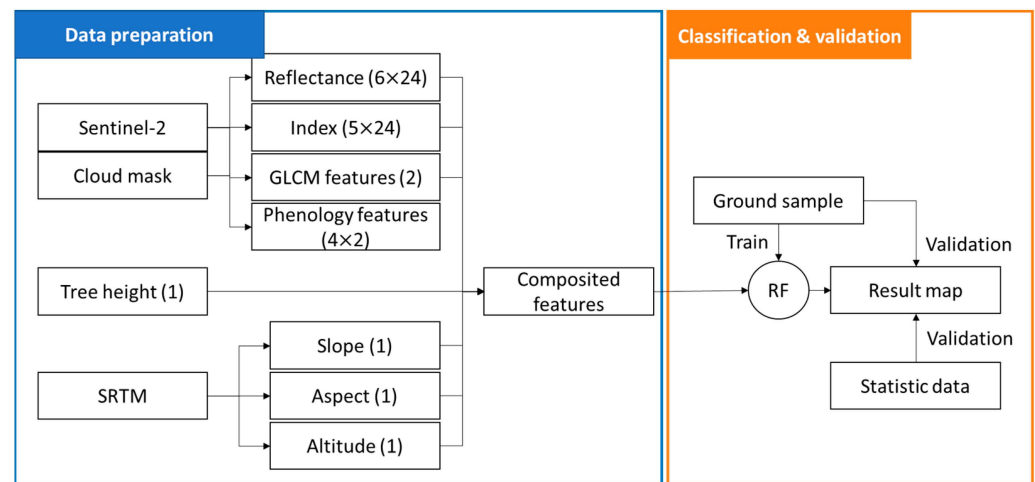 Data preparation
Classification & validation
Sentinel-2
Cloud mask
Reflectance (6×24)
Index (5×24)
GLCM features (2)
Phenology features
(4×2)
Tree height (1)
SRTM
Slope (1)
Aspect (1)
Altitude (1)
Composited
features
Ground sample
Train
Validation
RF
Result map
Validation
Statistic data